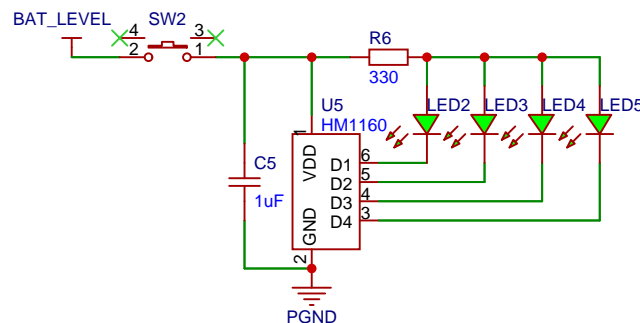 BAT_LEVEL
SW2
4
3
2
1
R6
330
U5
HM1160
LED2
LED3
LED4
LED5
1
VDD
C5
1uF
D1
6
D2
5
D3
4
D4
3
GND
2
PGND